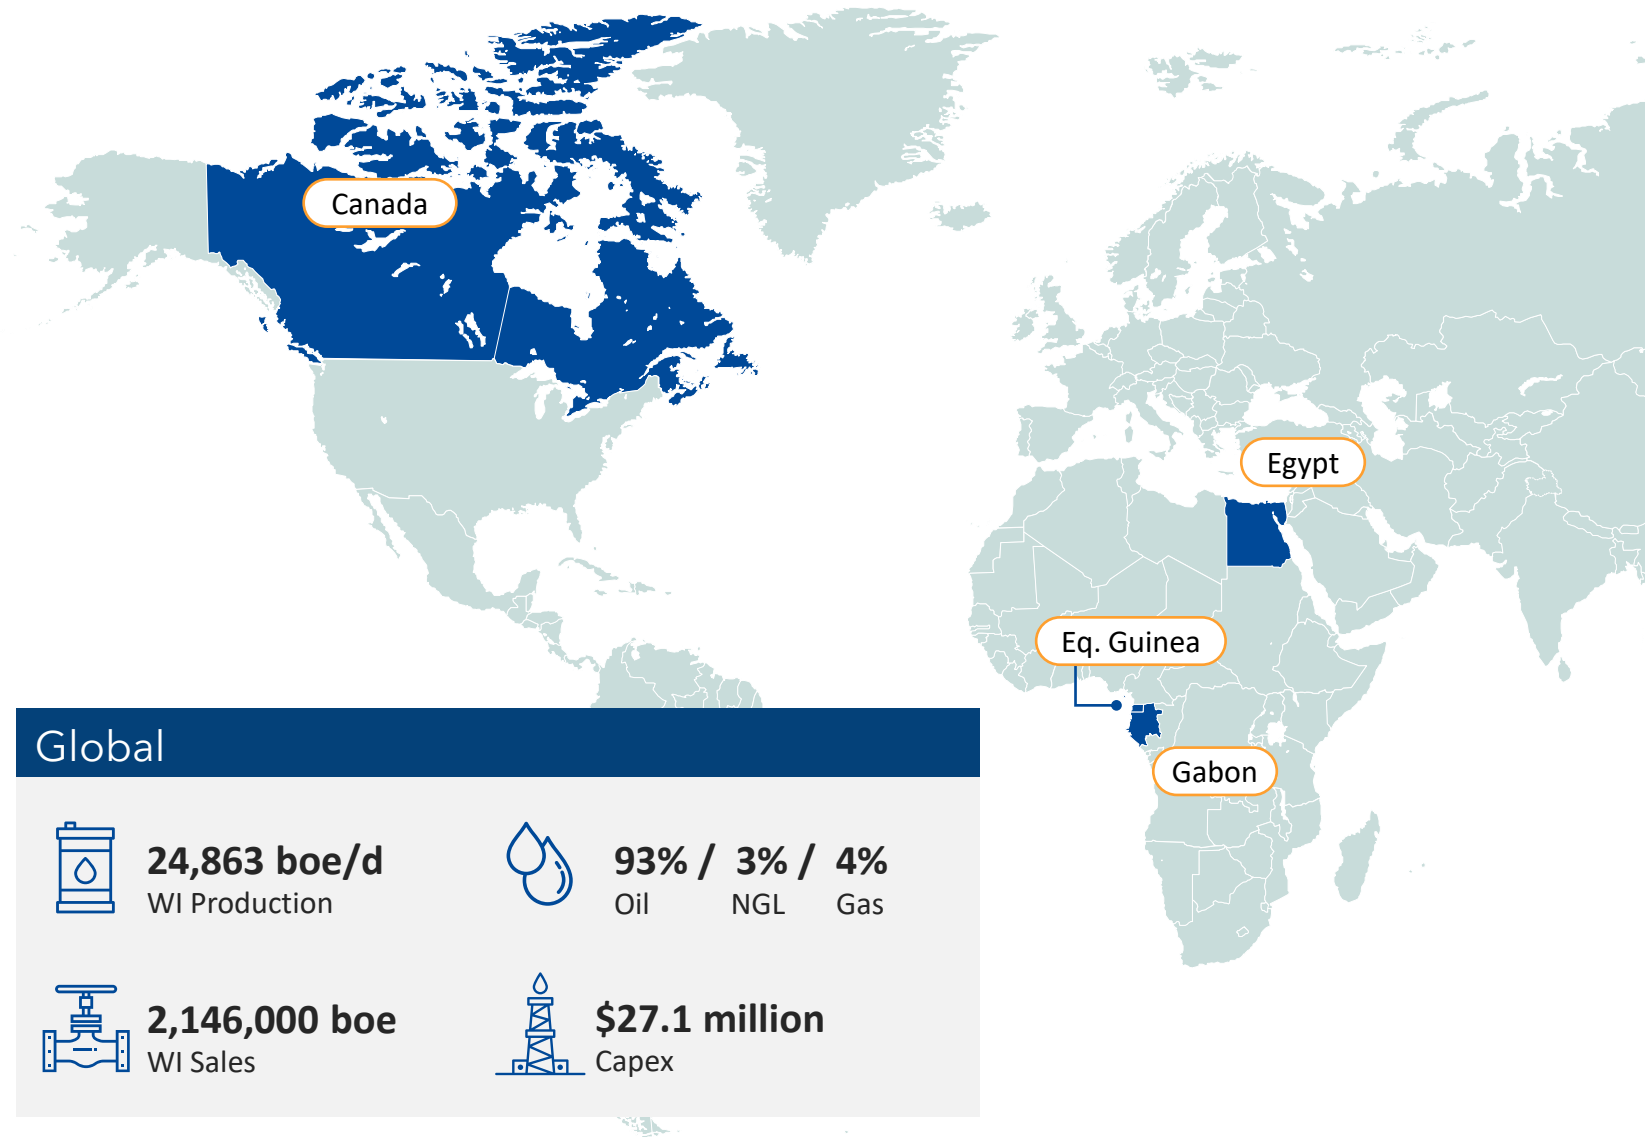 Canada
Egypt
Eq. Guinea
Gabon
Global
24,863 boe/d
WI Production
93% / 3% / 4%
Oil NGL Gas
2,146,000 boe
WI Sales
$27.1 million
Capex